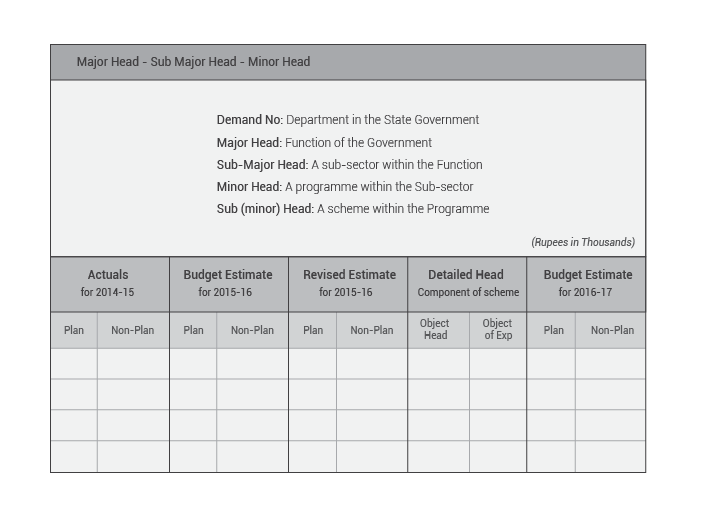 Major Head - Sub Major Head - Minor Head
Demand No: Department in the State Government
Major Head: Function of the Government
Sub-Major Head: A sub-sector within the Function
Minor Head: A programme within the Sub-sector
Sub (minor) Head: A scheme within the Programme
(Rupees in Thousands)
Actuals Budget Estimate Revised Estimate Detailed Head Budget Estimate
for 2014-15 for 2015-16 for 2015-16 Component of scheme for 2016-17
Plan Non-Plan Plan Non-Plan Plan Non-Plan Object Object Plan Non-Plan
Head of Exp